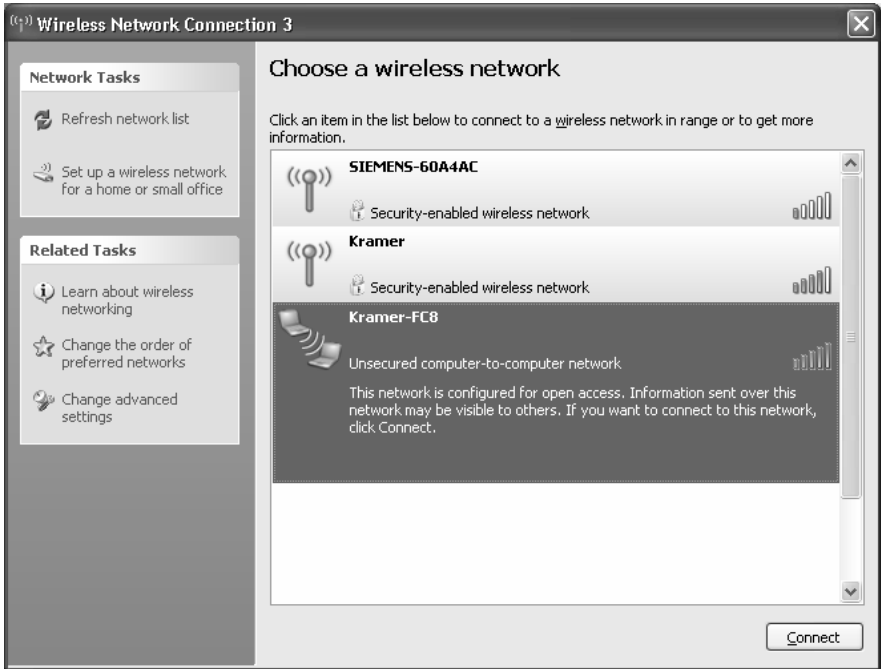 Wireless Network Connection 3
Network Tasks
Refresh network list
Set up a wireless network
for a home or small office
Related Tasks
Learn about wireless
networking
Change the order of
preferred networks
Change advanced
settings
Choose a wireless network
Click an item in the list below to connect to a wireless network in range or to get more
information.
SIEMENS-60A4AC
Security-enabled wireless network
Kramer
Security-enabled wireless network
Kramer-FC8
Unsecured computer-to-computer network
This network is configured for open access. Information sent over this
network may be visible to others. If you want to connect to this network,
click Connect.
Connect